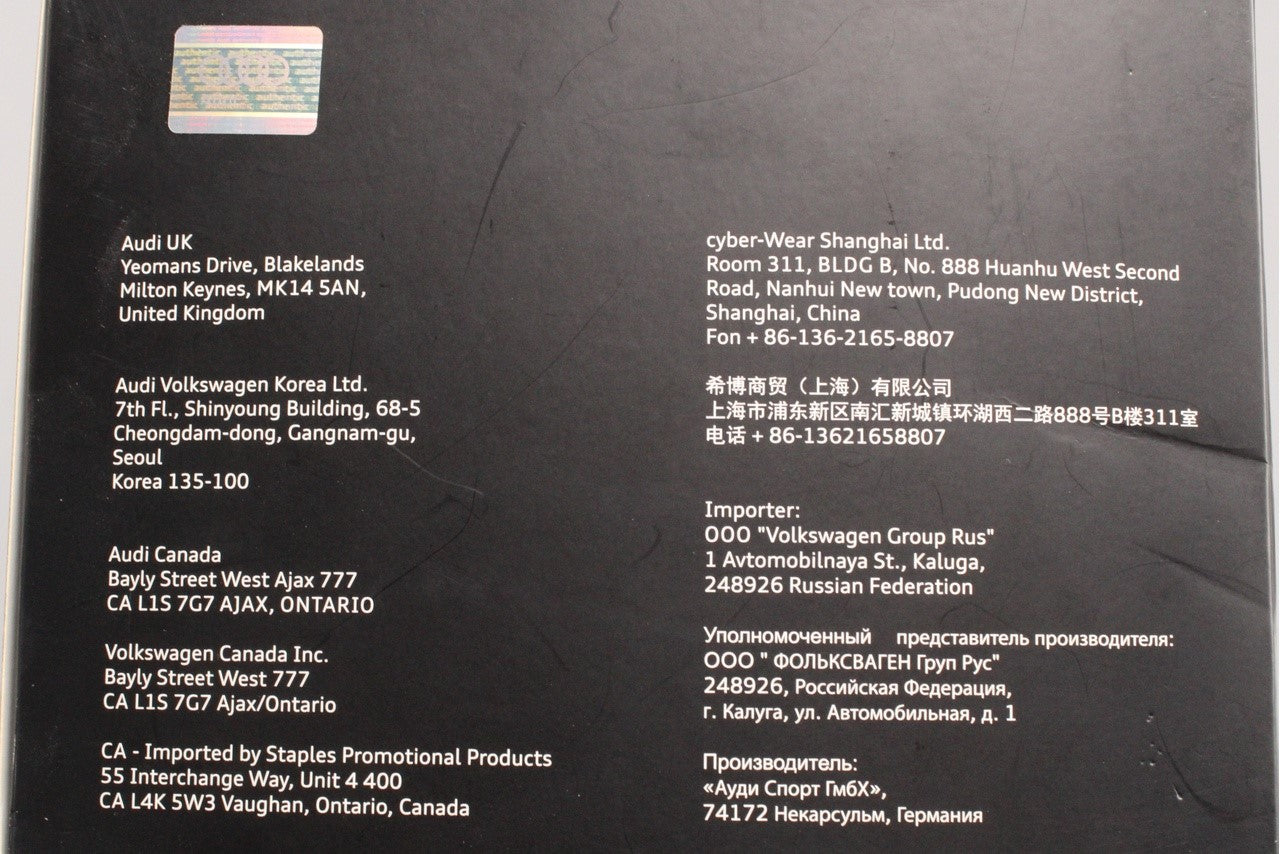 authentic
Audi UK
Yeomans Drive, Blakelands
Milton Keynes, MK14 5AN,
United Kingdom
Audi Volkswagen Korea Ltd.
7th Fl., Shinyoung Building, 68-5
Cheongdam-dong, Gangnam-gu,
Seoul
Korea 135-100
Audi Canada
Bayly Street West Ajax 777
CA L1S 7G7 AJAX, ONTARIO
Volkswagen Canada Inc.
Bayly Street West 777
CA L1S 7G7 Ajax/Ontario
CA - Imported by Staples Promotional Products
55 Interchange Way, Unit 4 400
CA L4K 5W3 Vaughan, Ontario, Canada
cyber-Wear Shanghai Ltd.
Room 311, BLDG B, No. 888 Huanhu West Second
Road, Nanhui New town, Pudong New District,
Shanghai, China
Fon + 86-136-2165-8807
希博商贸（上海）有限公司
上海市浦东新区南汇新城镇环湖西二路888号B楼311室
电话 + 86-13621658807
Importer:
OOO "Volkswagen Group Rus"
1 Avtomobilnaya St., Kaluga,
248926 Russian Federation
Уполномоченный представитель производителя:
ООО " ФОЛЬКСВАГЕН Груп Рус"
248926, Российская Федерация,
г. Калуга, ул. Автомобильная, д. 1
Производитель:
«Ауди Спорт ГмбХ»,
74172 Некарсульм, Германия